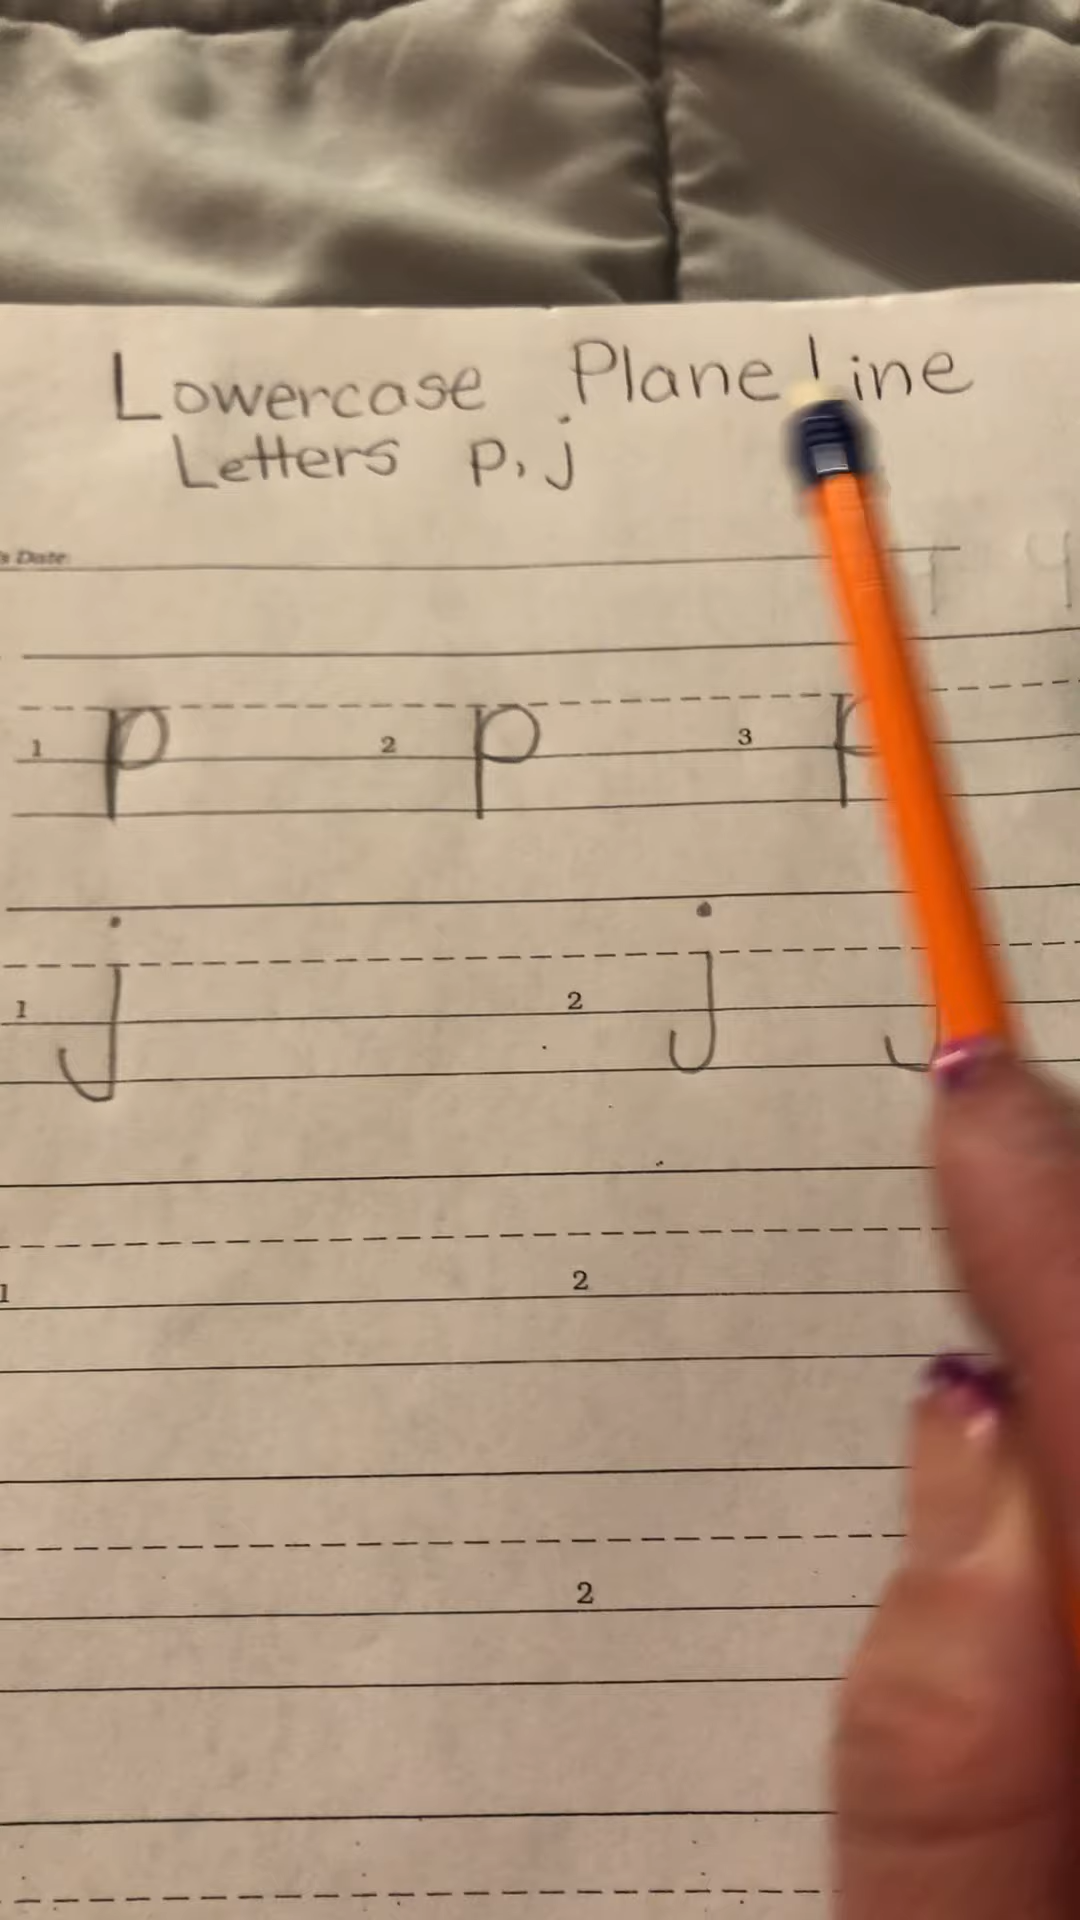 Lowercase Plane Line
Letters p, j
s Date
1 p 2 p 3 p
1 j 2 j j
1 2
2